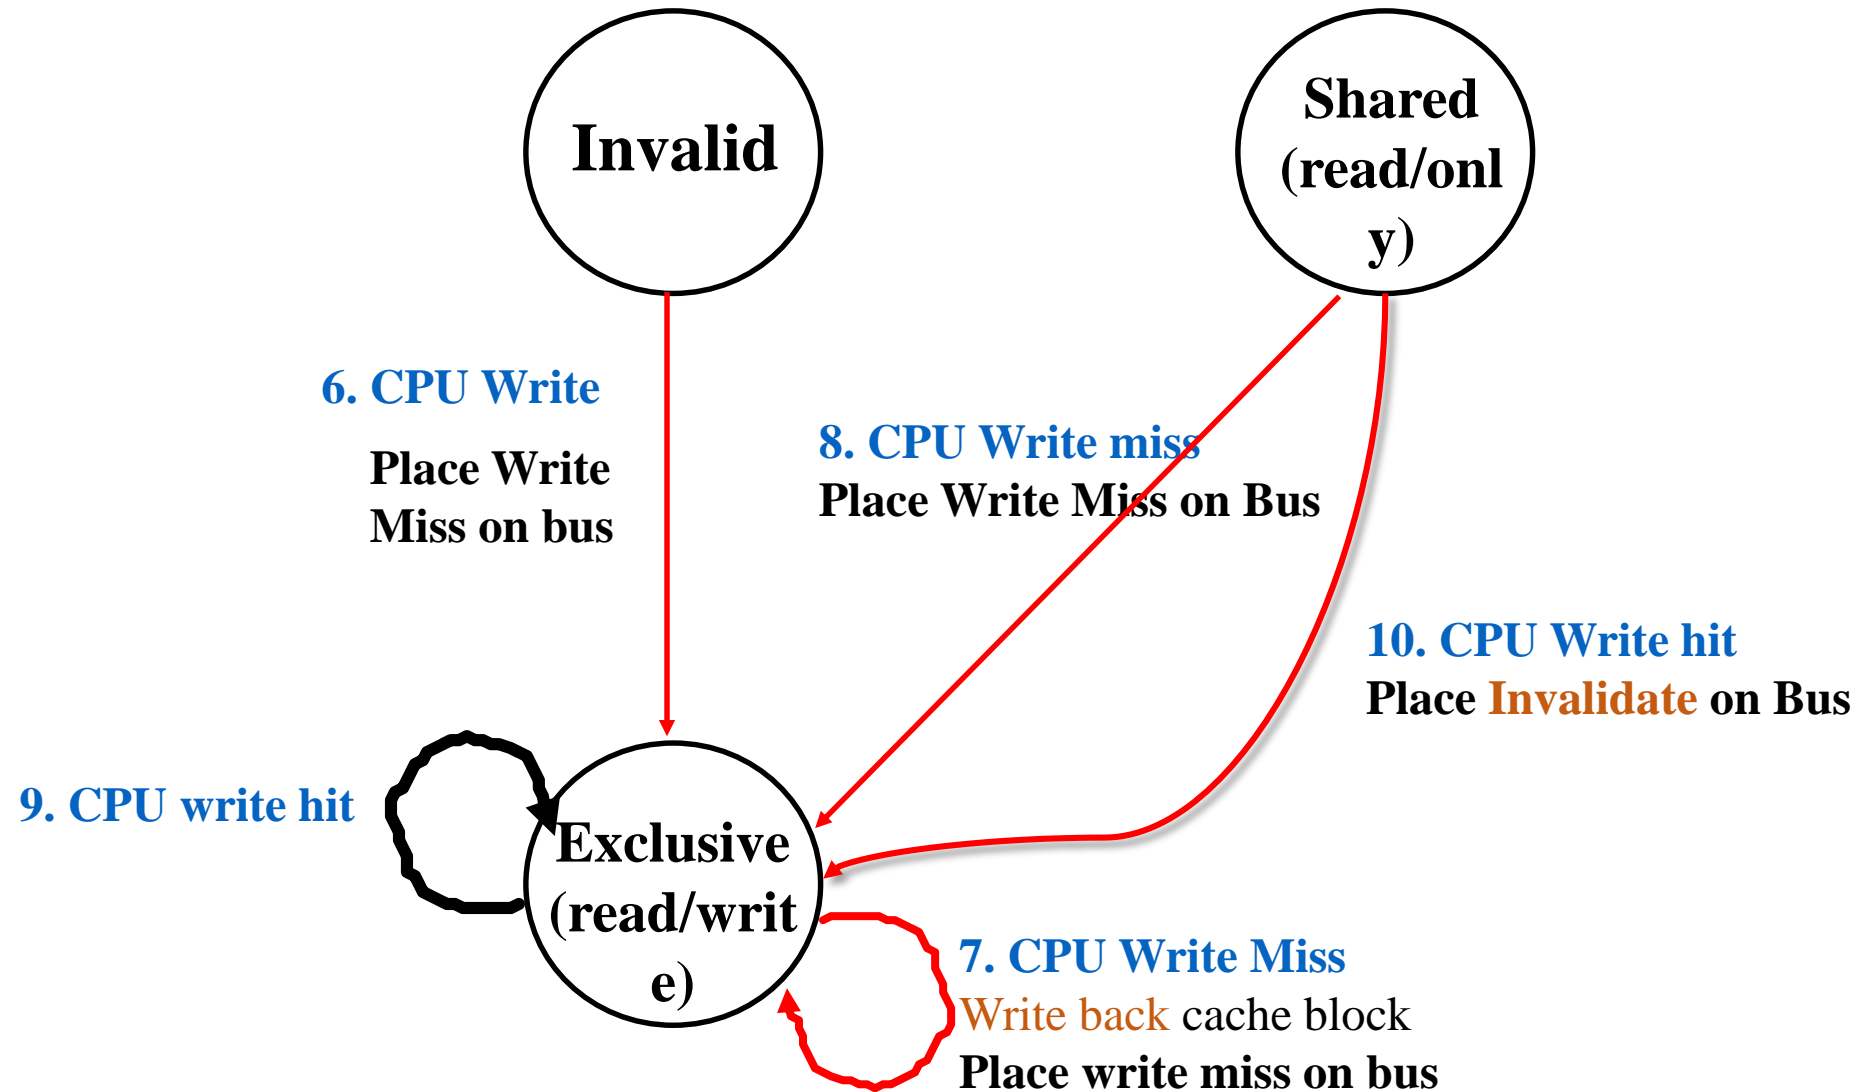 Invalid
Shared
(read/onl
y)
6. CPU Write
Place Write
Miss on bus
8. CPU Write miss
Place Write Miss on Bus
10. CPU Write hit
Place Invalidate on Bus
9. CPU write hit
Exclusive
(read/writ
e)
7. CPU Write Miss
Write back cache block
Place write miss on bus